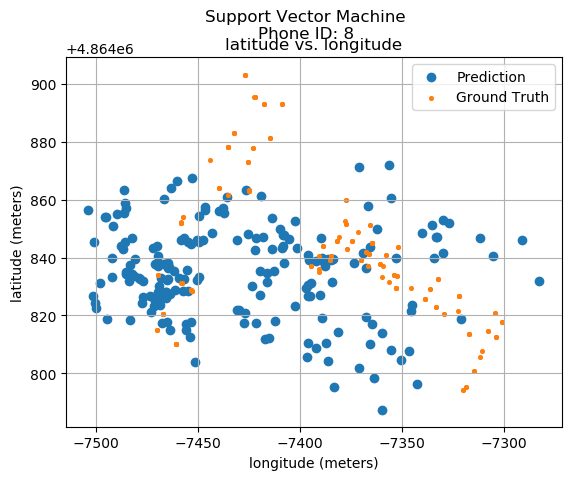 Support Vector Machine
Phone ID: 8
latitude vs. longitude
+4.864e6
900
880
860
840
820
800
latitude (meters)
Prediction
Ground Truth
−7500
−7450
−7400
−7350
−7300
longitude (meters)